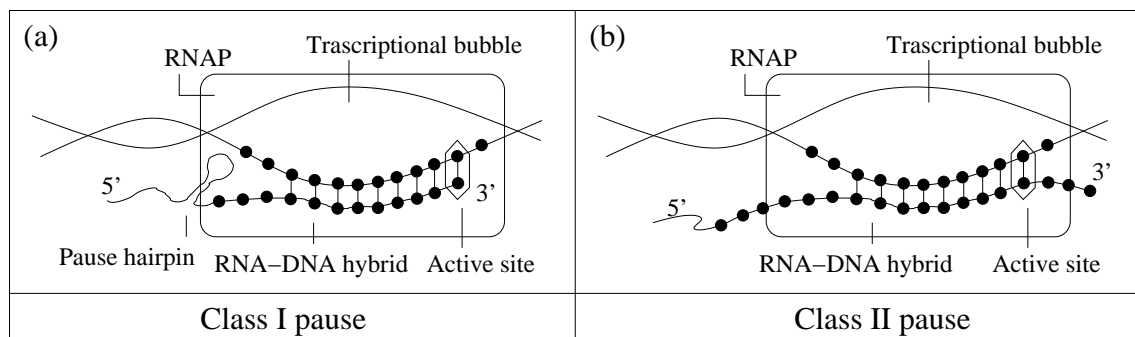 (a)
RNAP
Trascriptional bubble
5’
3’
Pause hairpin
RNA–DNA hybrid
Active site
Class I pause
(b)
RNAP
Trascriptional bubble
3’
5’
RNA–DNA hybrid
Active site
Class II pause